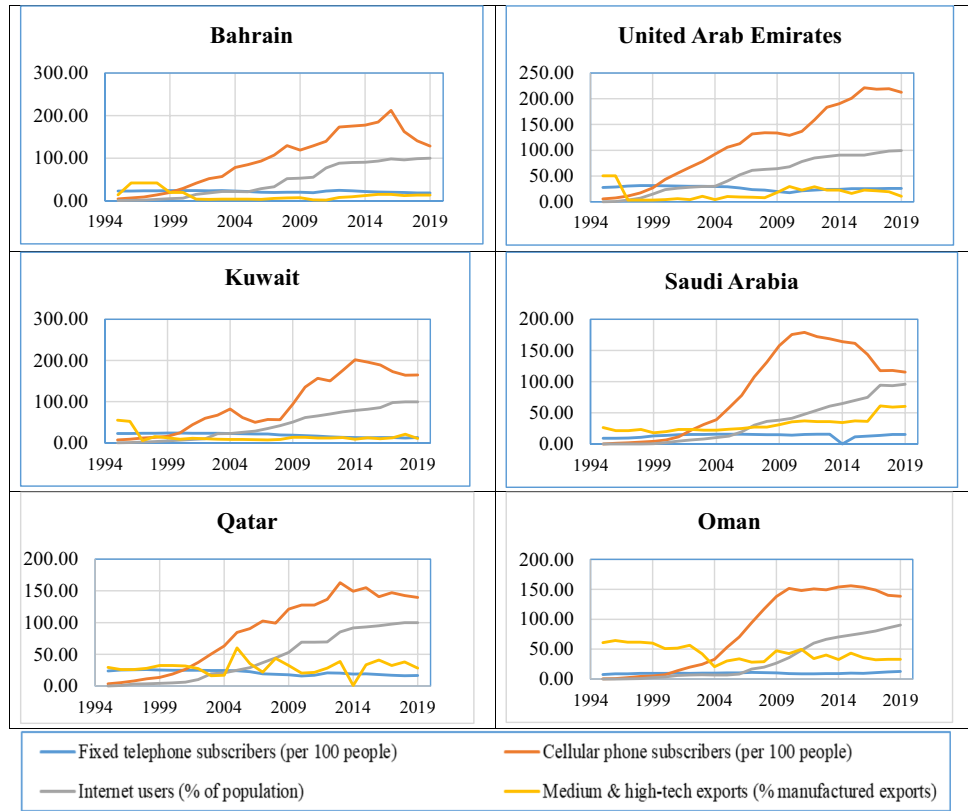 Bahrain
300.00
200.00
100.00
0.00
1994 1999 2004 2009 2014 2019
United Arab Emirates
250.00
200.00
150.00
100.00
50.00
0.00
1994 1999 2004 2009 2014 2019
Kuwait
300.00
200.00
100.00
0.00
1994 1999 2004 2009 2014 2019
Saudi Arabia
200.00
150.00
100.00
50.00
0.00
1994 1999 2004 2009 2014 2019
Qatar
200.00
150.00
100.00
50.00
0.00
1994 1999 2004 2009 2014 2019
Oman
200.00
150.00
100.00
50.00
0.00
1994 1999 2004 2009 2014 2019
Fixed telephone subscribers (per 100 people)
Cellular phone subscribers (per 100 people)
Internet users (% of population)
Medium & high-tech exports (% manufactured exports)